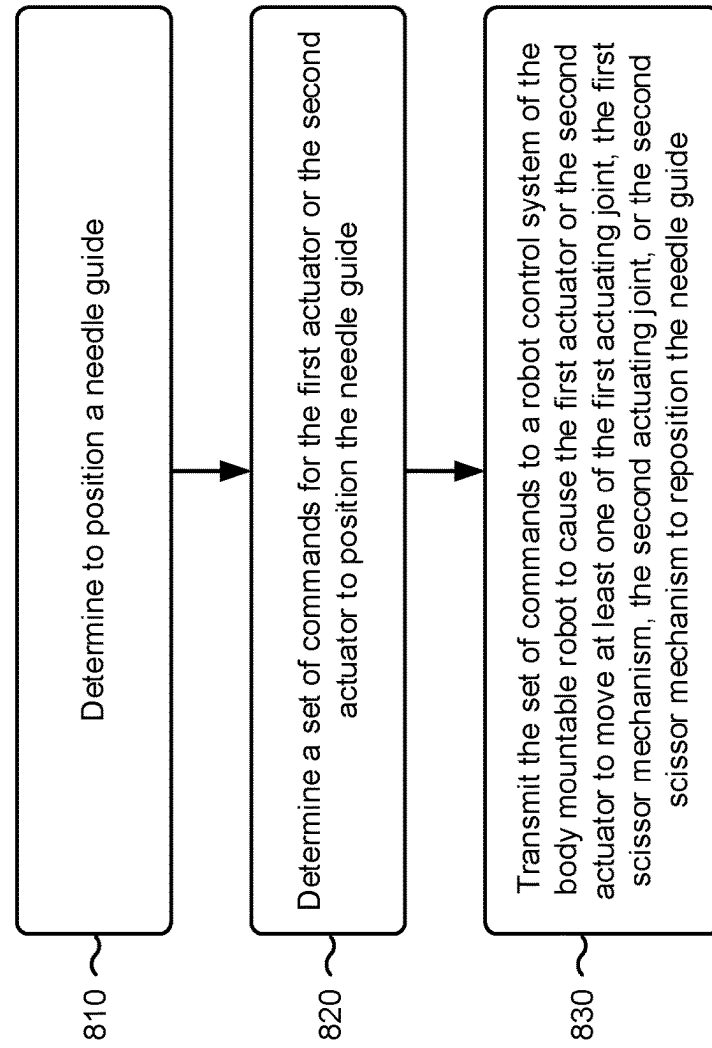 810
Determine to position a needle guide
820
Determine a set of commands for the first actuator or the second
actuator to position the needle guide
830
Transmit the set of commands to a robot control system of the
body mountable robot to cause the first actuator or the second
actuator to move at least one of the first actuating joint, the first
scissor mechanism, the second actuating joint, or the second
scissor mechanism to reposition the needle guide